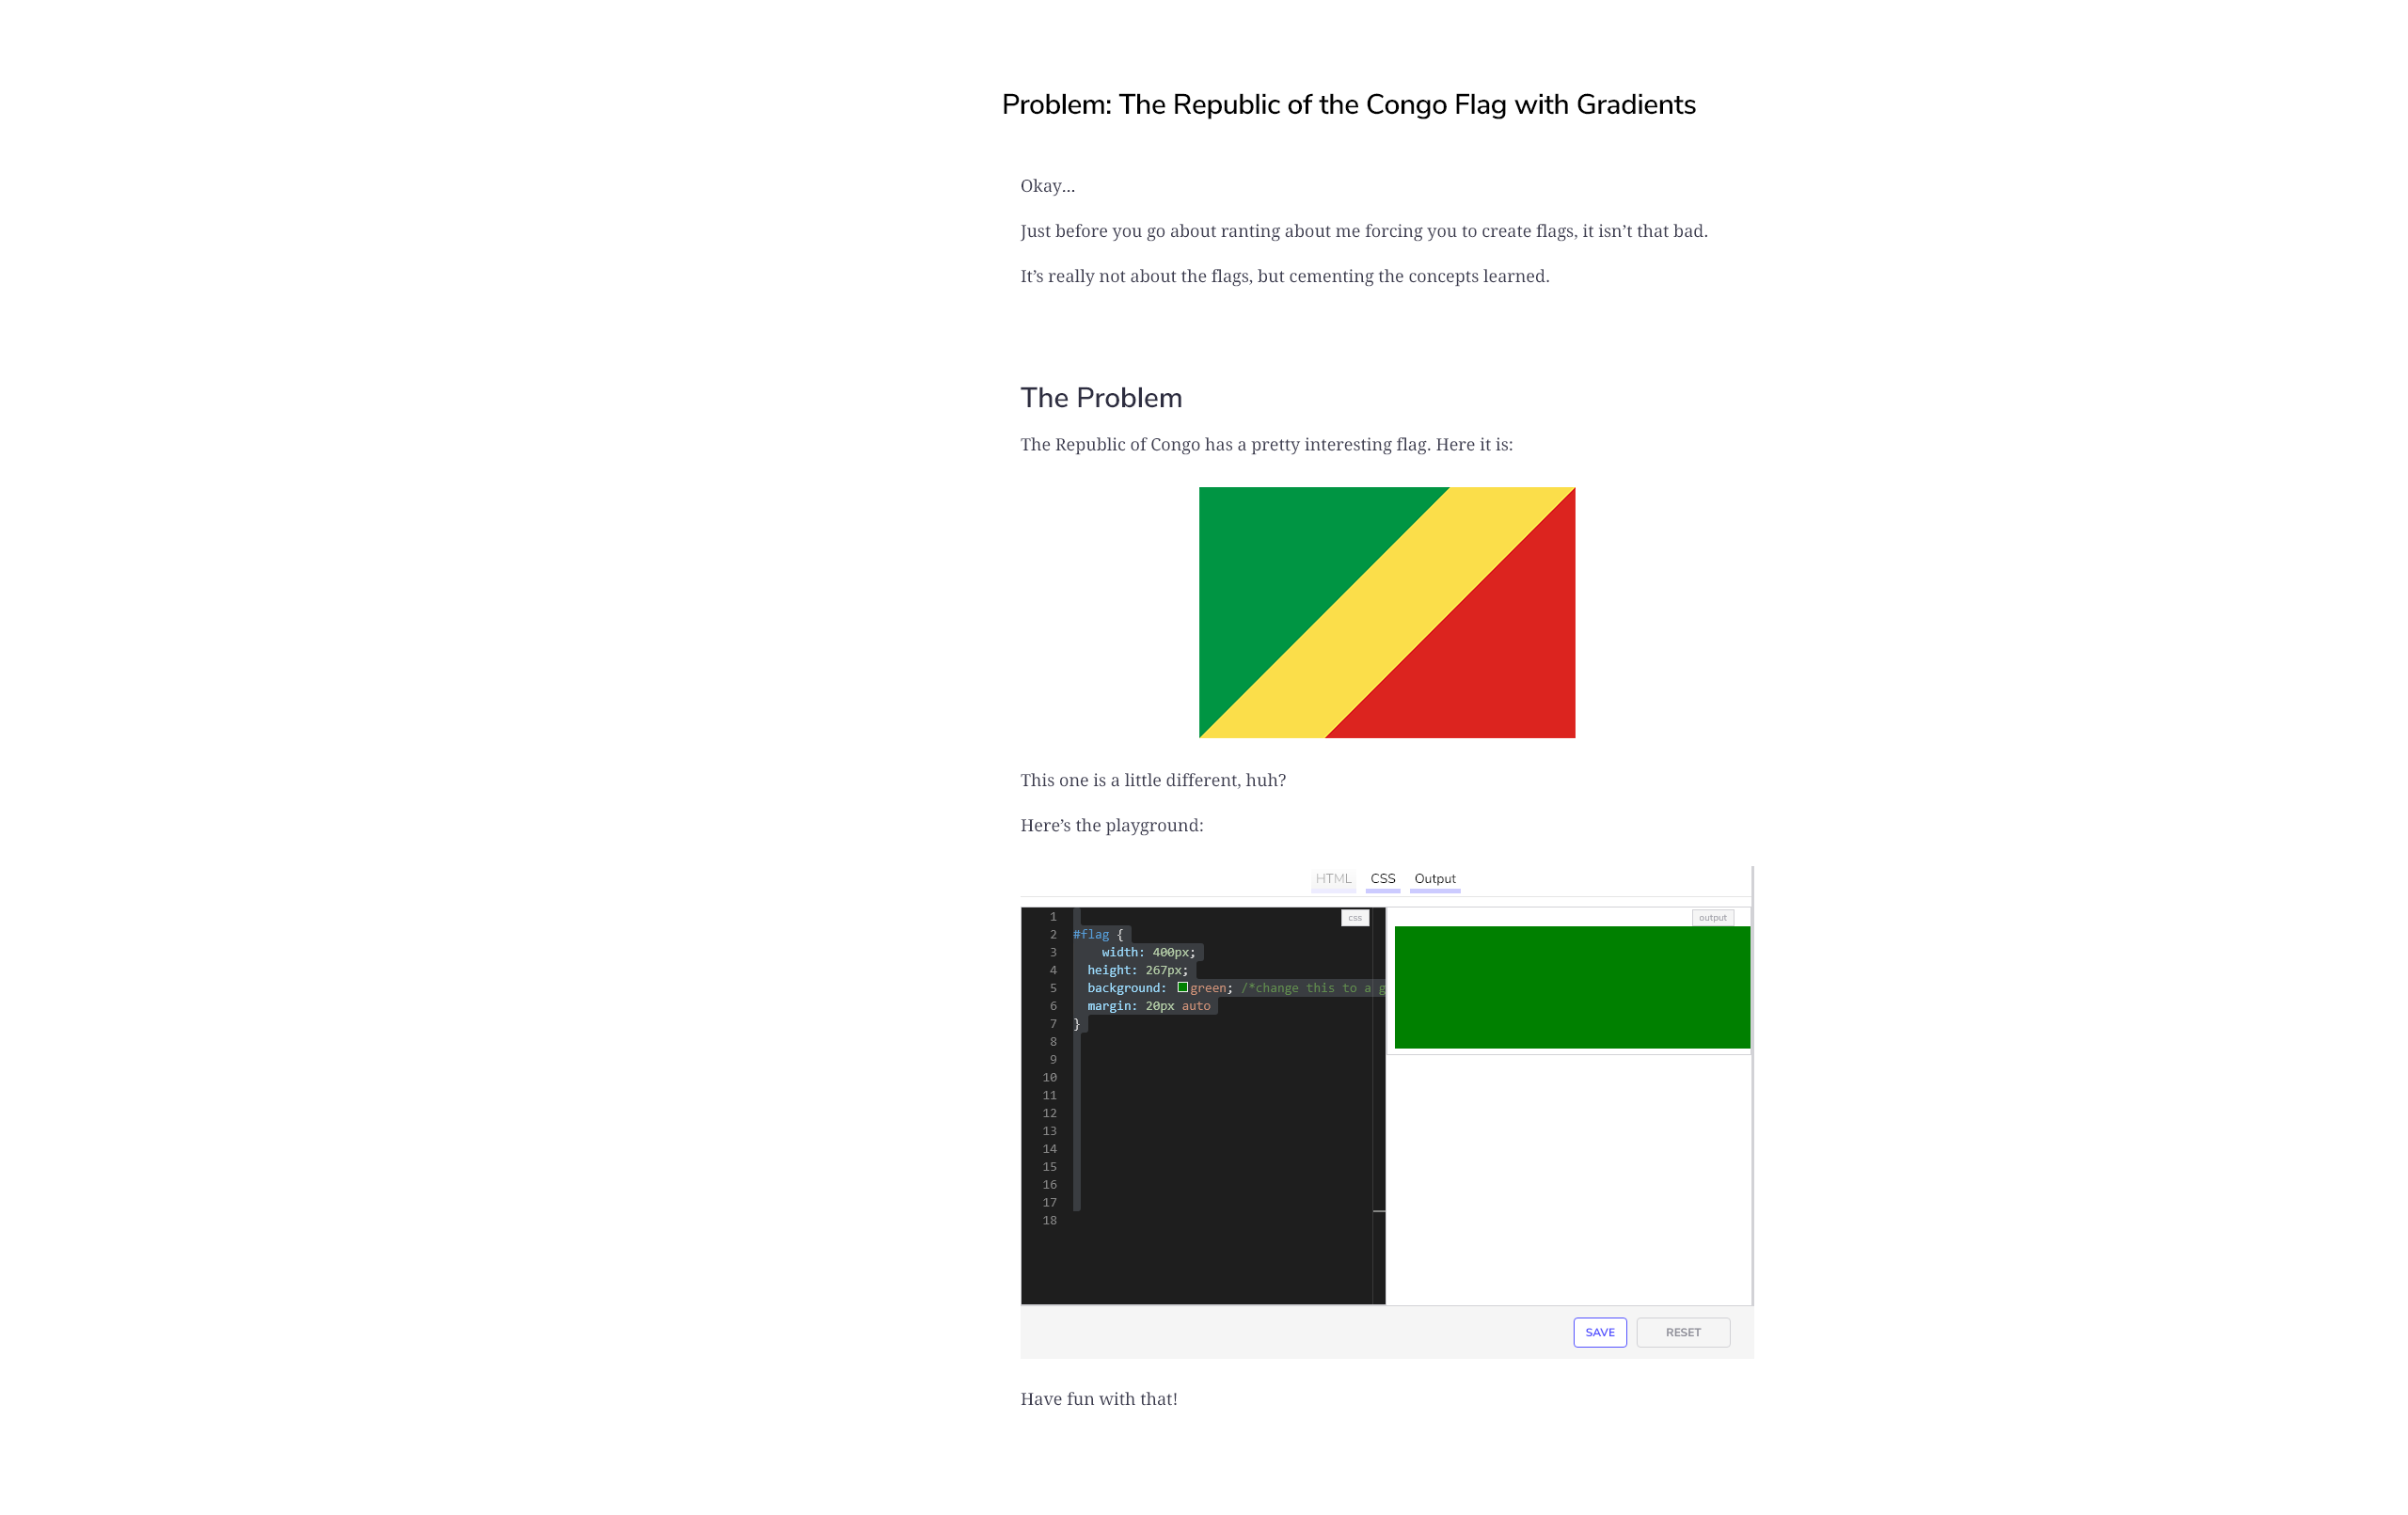 Problem: The Republic of the Congo Flag with Gradients
Okay…
Just before you go about ranting about me forcing you to create flags, it isn’t that bad.
It’s really not about the flags, but cementing the concepts learned.
The Problem
The Republic of Congo has a pretty interesting flag. Here it is:
This one is a little different, huh?
Here’s the playground:
HTML CSS Output
css
output
1
2 #flag {
3 width: 400px;
4 height: 267px;
5 background: green; /*change this to a g
6 margin: 20px auto
7 }
8
9
10
11
12
13
14
15
16
17
18
SAVE RESET
Have fun with that!